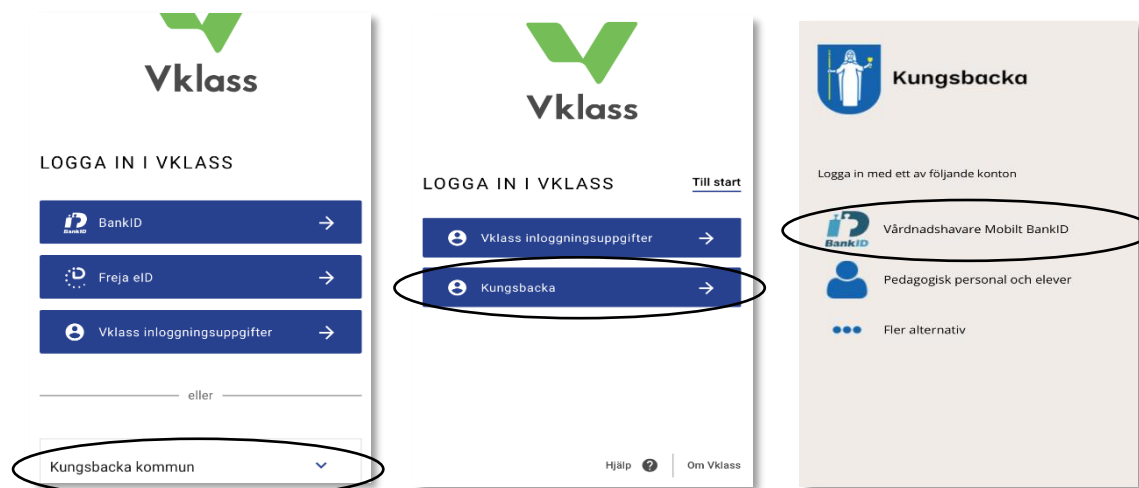 Vklass
LOGGA IN I VKLASS
BankID
BankID
Freja eID
Vklass inloggningsuppgifter
eller
Kungsbacka kommun
Vklass
LOGGA IN I VKLASS
Till start
Vklass inloggningsuppgifter
Kungsbacka
Hjälp ?
Om Vklass
Kungsbacka
Logga in med ett av följande konton
BankID
Vårdnadshavare Mobilt BankID
Pedagogisk personal och elever
Fler alternativ